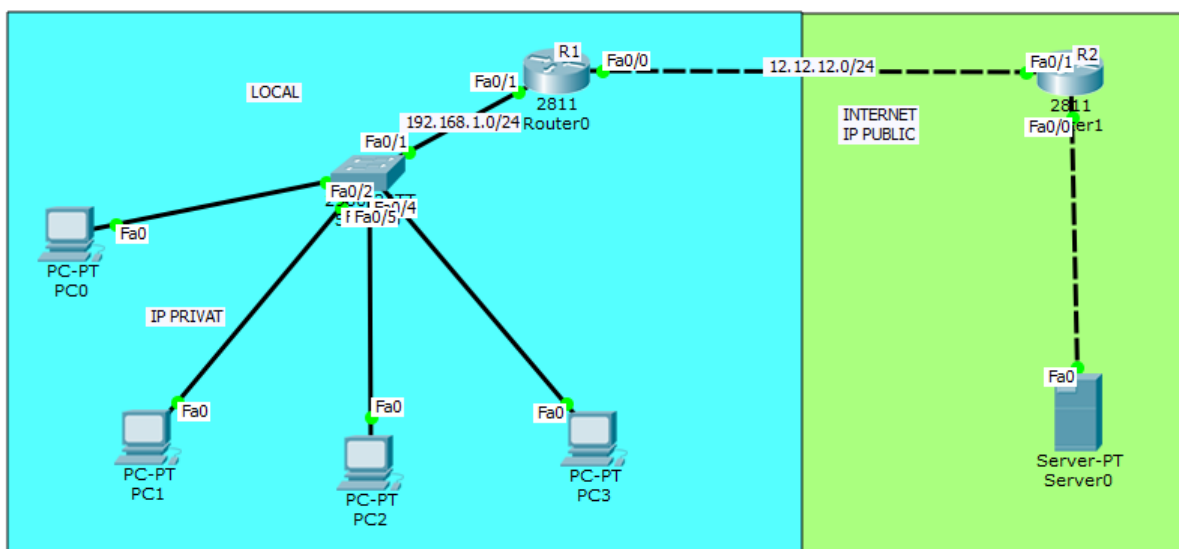 R1
Fa0/0
12.12.12.0/24
Fa0/1
R2
Fa0/1
2811
Router0
2811
Fa0/0
LOCAL
INTERNET
IP PUBLIC
192.168.1.0/24
Fa0/1
Fa0/2
Fa0/4
Fa0/5
Fa0
PC-PT
PC0
IP PRIVAT
Fa0
PC-PT
PC1
Fa0
PC-PT
PC2
Fa0
PC-PT
PC3
Fa0
Server-PT
Server0